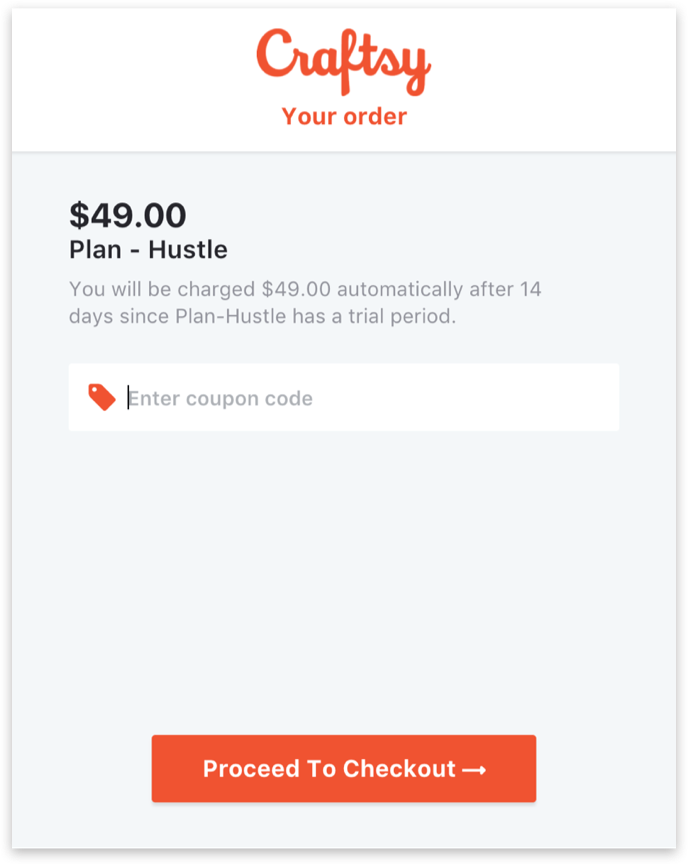 Craftsy
Your order
$49.00
Plan - Hustle
You will be charged $49.00 automatically after 14
days since Plan-Hustle has a trial period.
Enter coupon code
Proceed To Checkout →